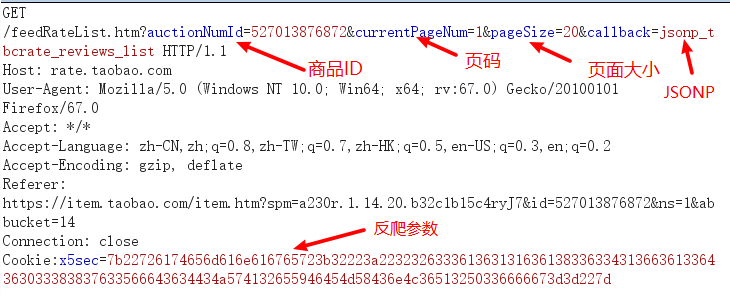 GET
/feedRateList.htm?auctionNumId=527013876872&currentPageNum=1&pageSize=20&callback=jsonp_t
bcrate_reviews_list HTTP/1.1
商品ID
页码
页面大小
JSONP
Host: rate.taobao.com
User-Agent: Mozilla/5.0 (Windows NT 10.0; Win64; x64; rv:67.0) Gecko/20100101
Firefox/67.0
Accept: */*
Accept-Language: zh-CN,zh;q=0.8,zh-TW;q=0.7,zh-HK;q=0.5,en-US;q=0.3,en;q=0.2
Accept-Encoding: gzip, deflate
Referer:
https://item.taobao.com/item.htm?spm=a230r.1.14.20.b32c1b15c4ryJ7&id=527013876872&ns=1&ab
bucket=14
Connection: close
反爬参数
Cookie:x5sec=7b22726174656d616e616765723b32223a223232633361363131636138336334313663613364
36303338383837633566643634434a574132655946454d58436e4c36513250336666673d3d227d